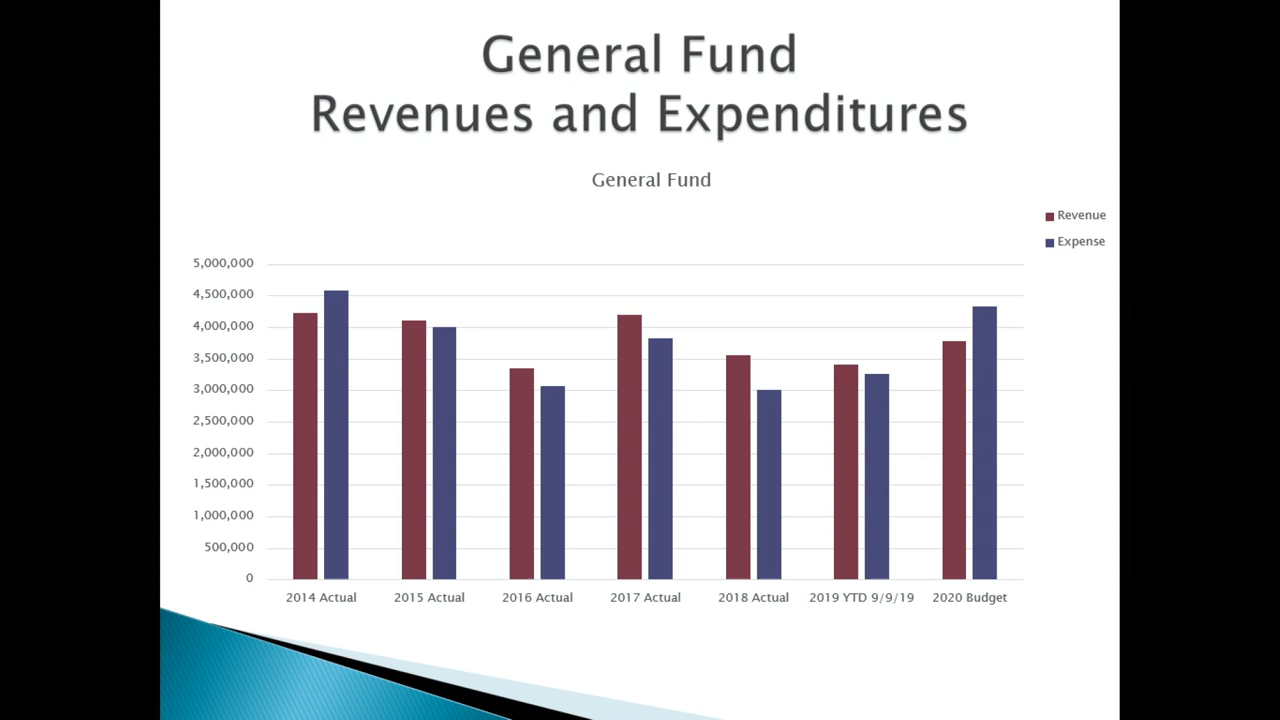 General Fund
Revenues and Expenditures
General Fund
Revenue
Expense
5,000,000
4,500,000
4,000,000
3,500,000
3,000,000
2,500,000
2,000,000
1,500,000
1,000,000
500,000
0
2014 Actual 2015 Actual 2016 Actual 2017 Actual 2018 Actual 2019 YTD 9/9/19 2020 Budget